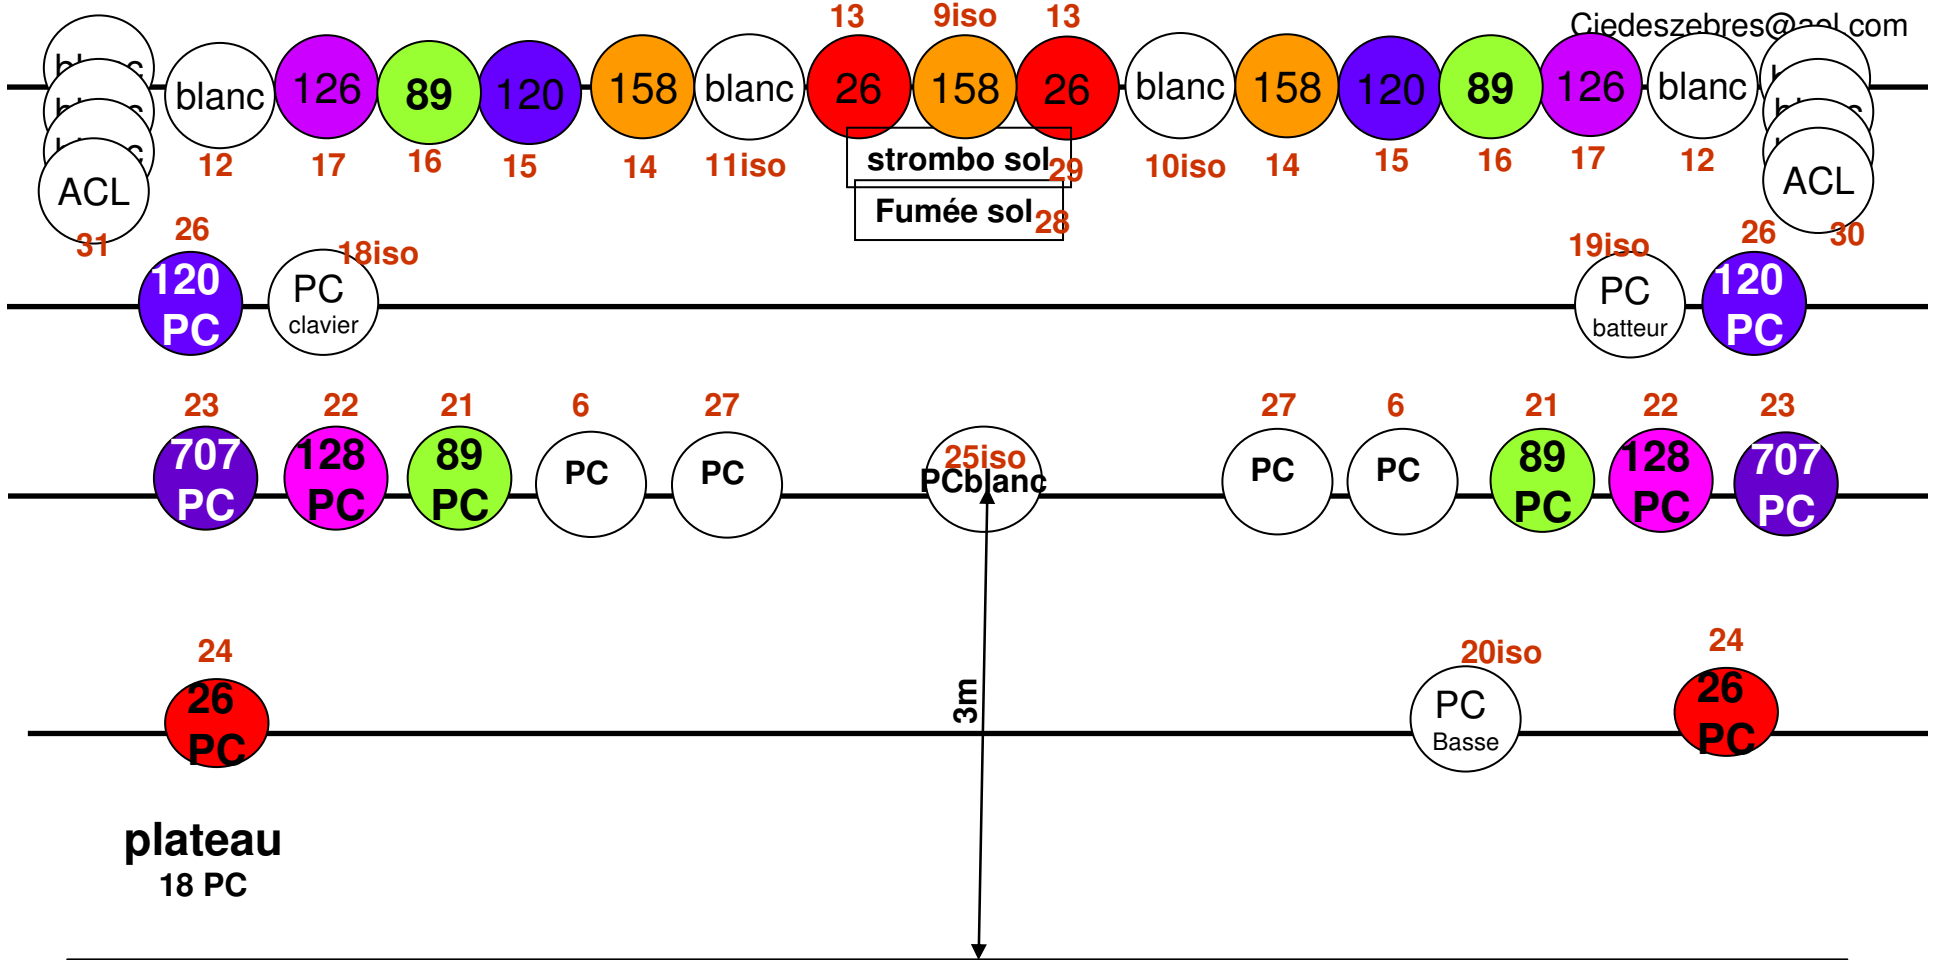 13 9iso 13 Ciedeszebres@aol.com
blanc blanc
blanc 126 89 120 158 blanc 26 158 26 blanc 158 120 89 126 blanc
blanc blanc
blanc
ACL ACL
12 17 16 15 14 11iso 10iso 14 15 16 17 12
strombo sol 29
Fumée sol 28
31 30
26 18iso 19iso 26
120 PC
PC clavier
PC batteur
120 PC
23 22 21 6 27 25iso 27 6 21 22 23
707 128 89 PC PC PCblanc PC PC 89 128 707
PC PC PC PC PC PC
24 20iso 24
26 PC
3m
PC Basse
26 PC
plateau
18 PC